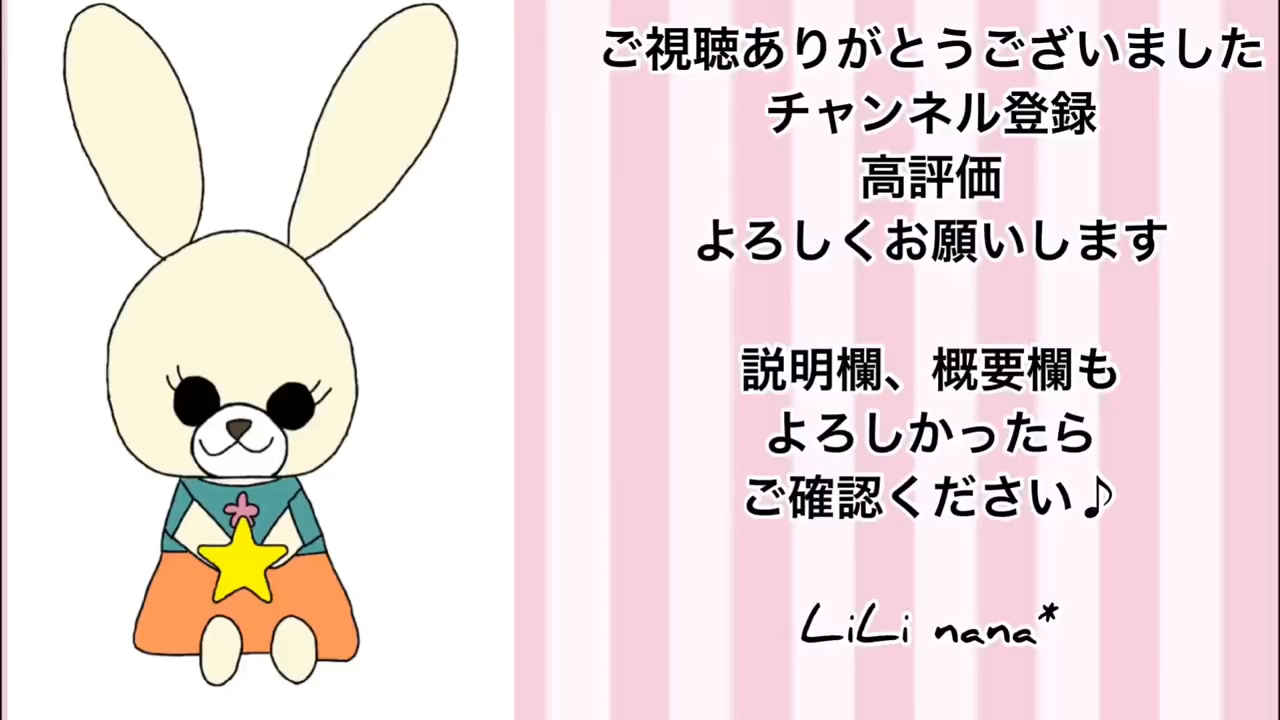 ご視聴ありがとうございました
チャンネル登録
高評価
よろしくお願いします
説明欄、概要欄も
よろしかったら
ご確認ください♪
LiLi nana*